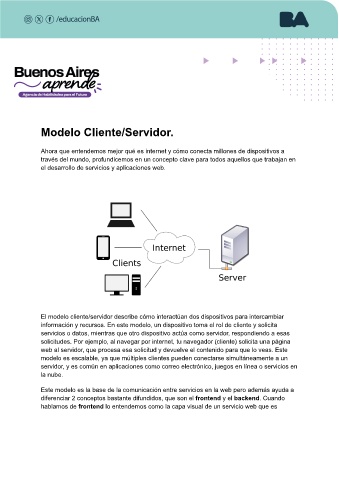 /educacionBA
BA
Buenos Aires
aprende
Agencia de Habilidades para el Futuro
Modelo Cliente/Servidor.
Ahora que entendemos mejor qué es internet y cómo conecta millones de dispositivos a
través del mundo, profundicemos en un concepto clave para todos aquellos que trabajan en
el desarrollo de servicios y aplicaciones web.
Internet
Clients
Server
El modelo cliente/servidor describe cómo interactúan dos dispositivos para intercambiar
información y recursos. En este modelo, un dispositivo toma el rol de cliente y solicita
servicios o datos, mientras que otro dispositivo actúa como servidor, respondiendo a esas
solicitudes. Por ejemplo, al navegar por internet, tu navegador (cliente) solicita una página
web al servidor, que procesa esa solicitud y devuelve el contenido para que lo veas. Este
modelo es escalable, ya que múltiples clientes pueden conectarse simultáneamente a un
servidor, y es común en aplicaciones como correo electrónico, juegos en línea o servicios en
la nube.
Este modelo es la base de la comunicación entre servicios en la web pero además ayuda a
diferenciar 2 conceptos bastante difundidos, que son el frontend y el backend. Cuando
hablamos de frontend lo entendemos como la capa visual de un servicio web que es